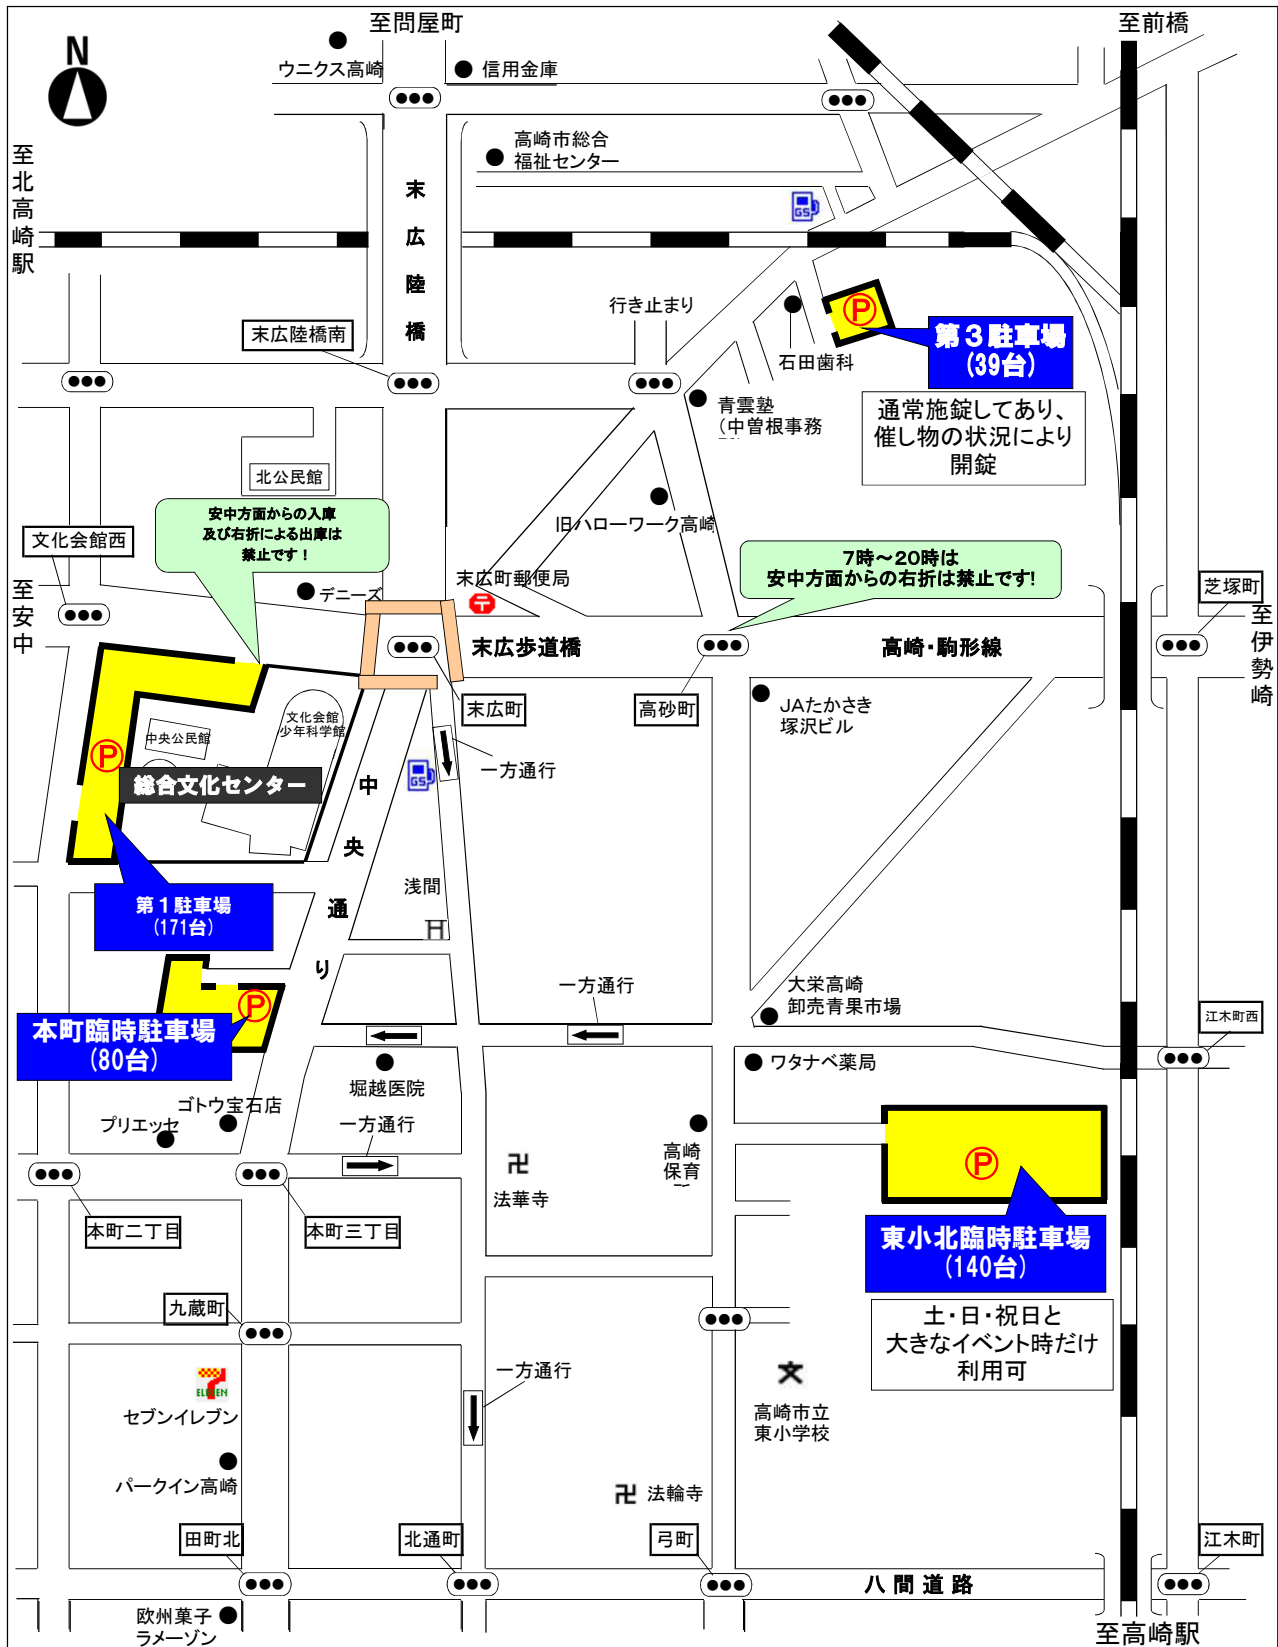 至問屋町
至前橋
N
ウニクス高崎
信用金庫
高崎市総合
福祉センター
至北高崎駅
末広陸橋
GS
行き止まり
末広陸橋南
石田歯科
P
第3駐車場
(39台)
通常施錠してあり、
催し物の状況により
開錠
青雲塾
(中曽根事務
北公民館
旧ハローワーク高崎
安中方面からの入庫
及び右折による出庫は
禁止です!
文化会館西
7時～20時は
安中方面からの右折は禁止です!
至安中
デニーズ
末広町郵便局
〒
芝塚町
至伊勢崎
末広歩道橋
高崎・駒形線
末広町
高砂町
JAたかさき
塚沢ビル
文化会館
少年科学館
中央公民館
P
総合文化センター
GS
一方通行
中央通り
浅間
第1駐車場
(171台)
一方通行
大栄高崎
卸売青果市場
江木町西
P
本町臨時駐車場
(80台)
堀越医院
ワタナベ薬局
ゴトウ宝石店
プリエッセ
一方通行
高崎
保育
卍
法華寺
P
本町二丁目
本町三丁目
東小北臨時駐車場
(140台)
土・日・祝日と
大きなイベント時だけ
利用可
九蔵町
7
ELEVEN
セブンイレブン
一方通行
文
高崎市立
東小学校
パークイン高崎
卍 法輪寺
田町北
北通町
弓町
江木町
八間道路
欧州菓子
ラメーゾン
至高崎駅